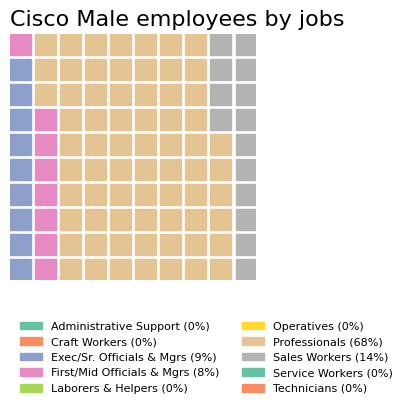 Cisco Male employees by jobs
Administrative Support (0%)
Craft Workers (0%)
Exec/Sr. Officials & Mgrs (9%)
First/Mid Officials & Mgrs (8%)
Laborers & Helpers (0%)
Operatives (0%)
Professionals (68%)
Sales Workers (14%)
Service Workers (0%)
Technicians (0%)